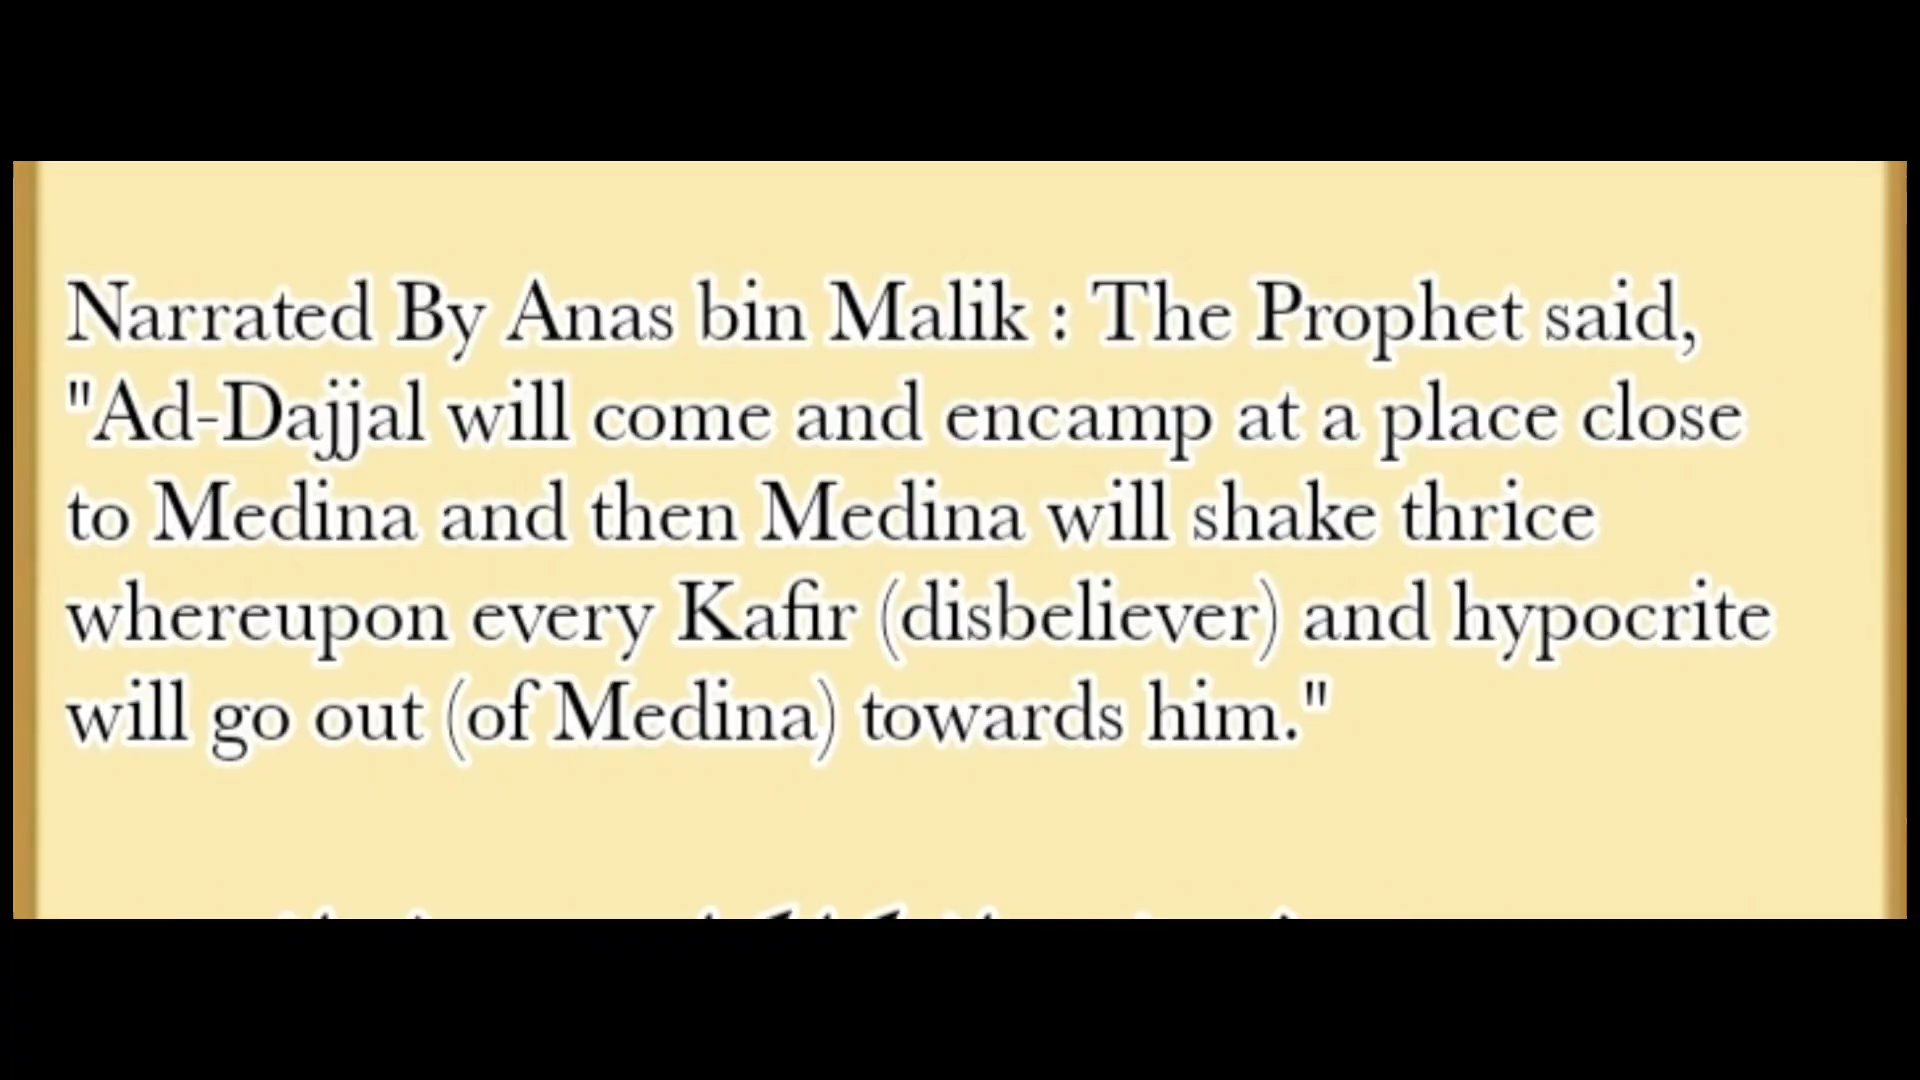 Narrated By Anas bin Malik : The Prophet said,
"Ad-Dajjal will come and encamp at a place close
to Medina and then Medina will shake thrice
whereupon every Kafir (disbeliever) and hypocrite
will go out (of Medina) towards him."